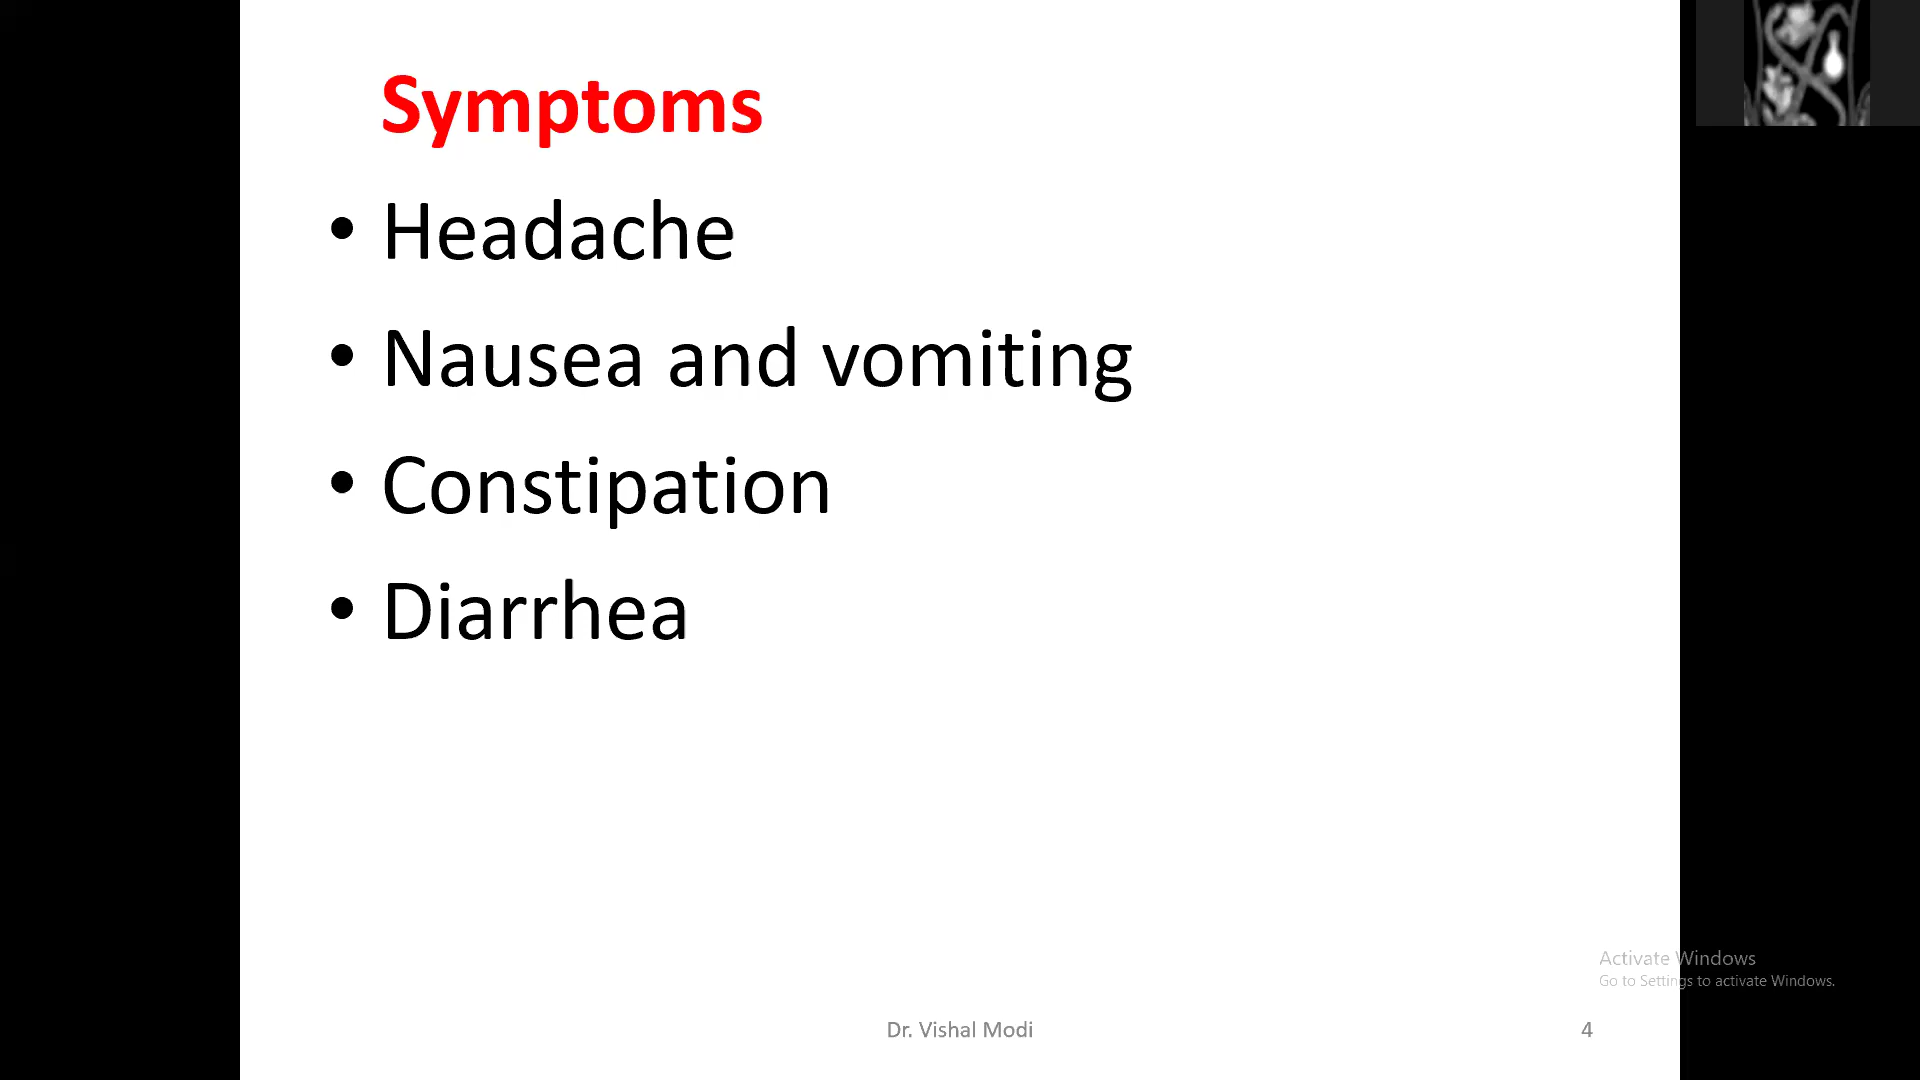 Symptoms
• Headache
• Nausea and vomiting
• Constipation
• Diarrhea
Activate Windows
Go to Settings to activate Windows.
Dr. Vishal Modi
4